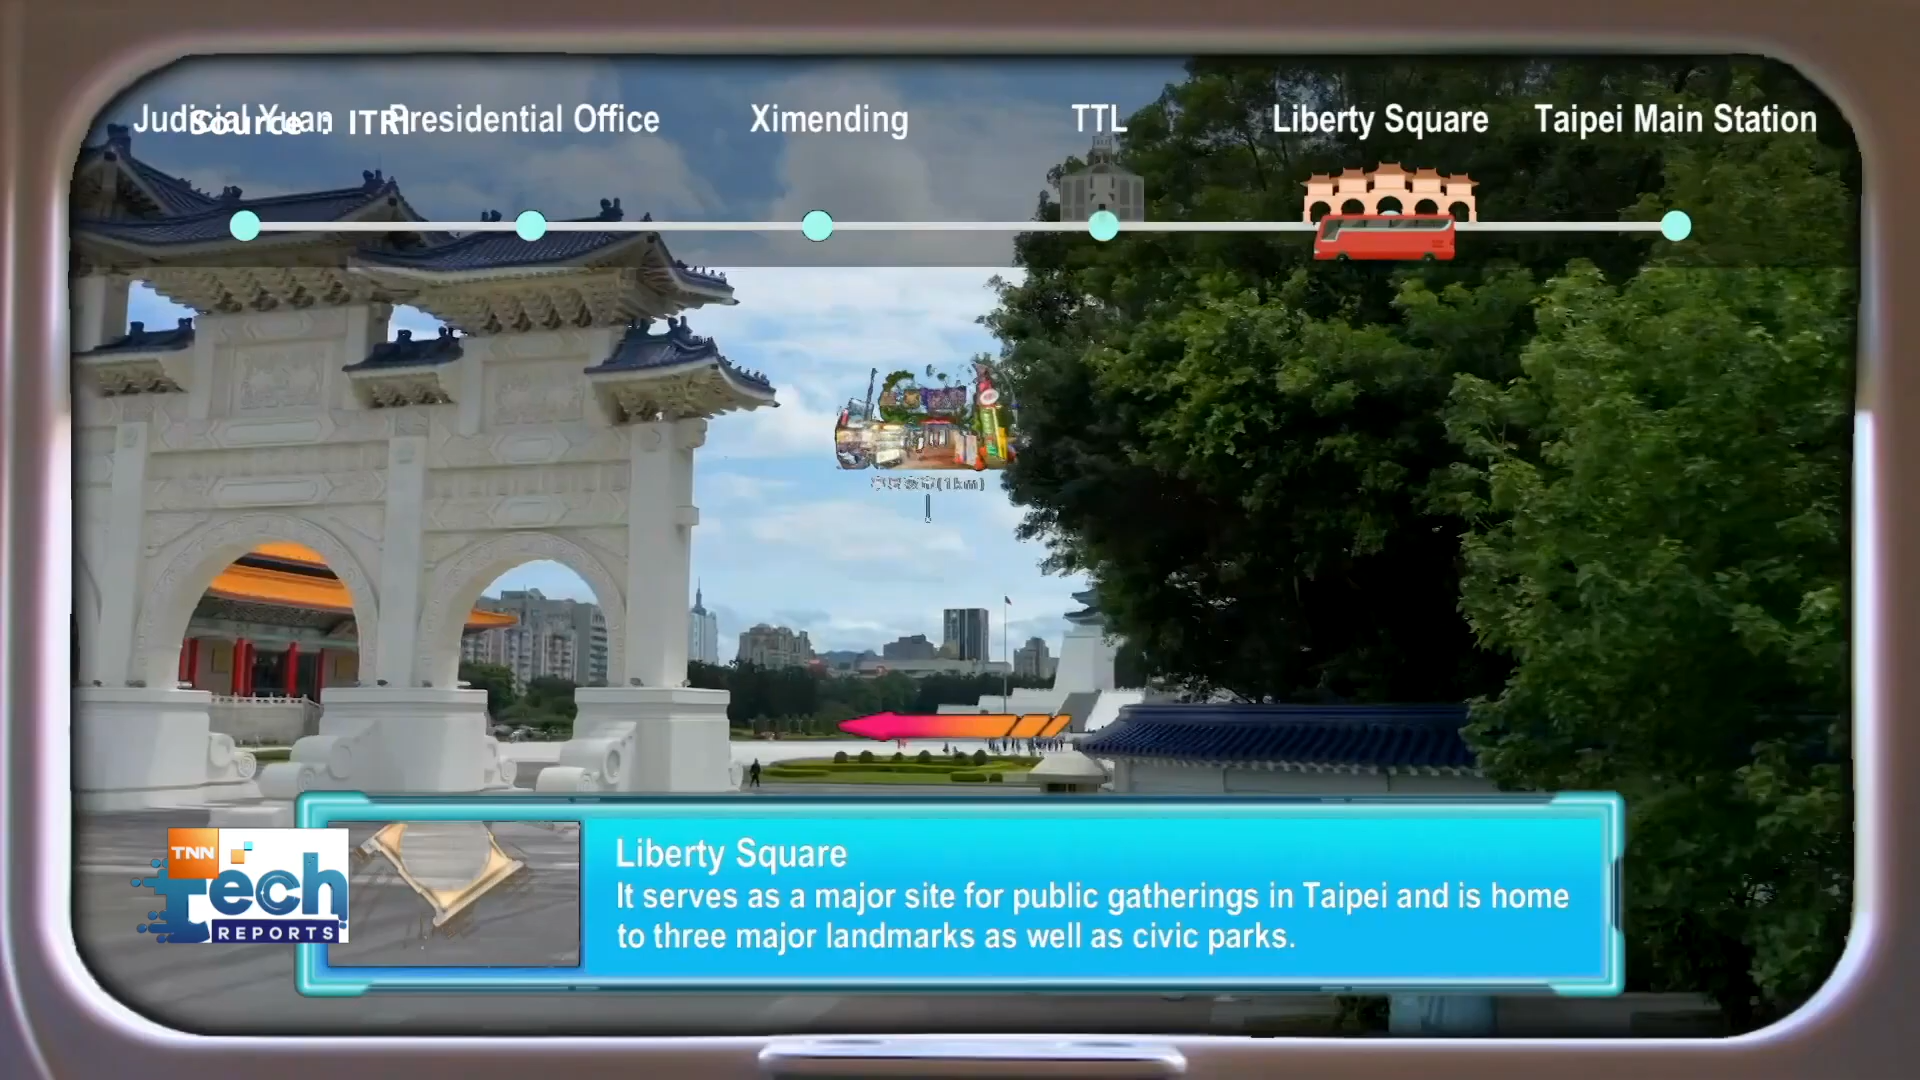 Judicial Yuan
Source : ITRI
Presidential Office
Ximending
TTL
Liberty Square
Taipei Main Station
(1km)
Liberty Square
It serves as a major site for public gatherings in Taipei and is home
to three major landmarks as well as civic parks.
TNN
Tech
REPORTS